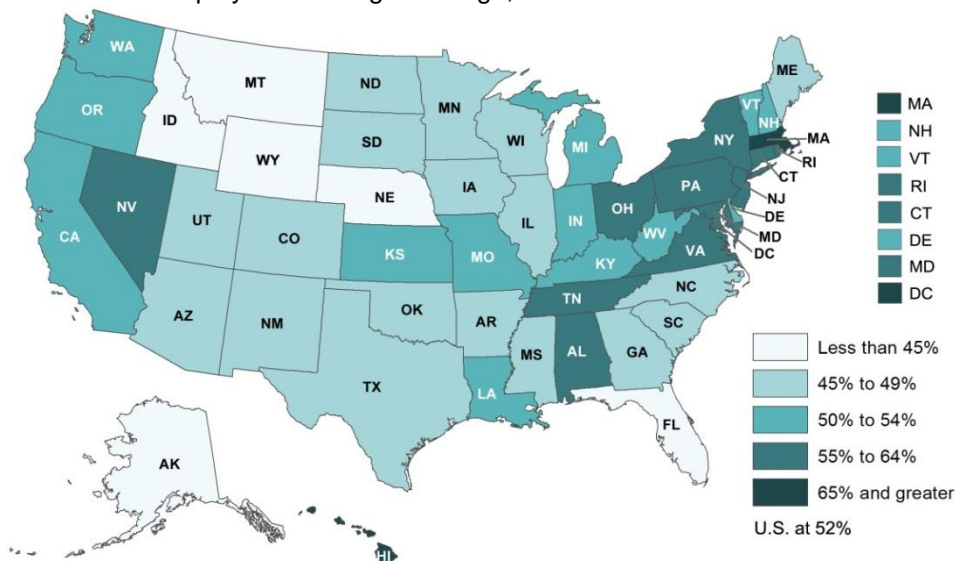 WA
MT
ND
MN
ME
OR
ID
SD
WI
MI
VT
NH
NY
MA
RI
CT
WY
IA
PA
NJ
NE
OH
DE
NV
UT
CO
IL
IN
WV
MD
DC
CA
KS
MO
KY
VA
TN
NC
AZ
NM
OK
AR
SC
MS
AL
GA
TX
LA
FL
AK
HI
MA
NH
VT
RI
CT
DE
MD
DC
Less than 45%
45% to 49%
50% to 54%
55% to 64%
65% and greater
U.S. at 52%